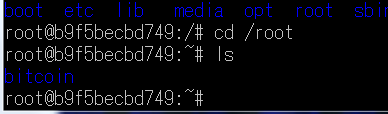 boot etc lib media opt root sbin
root@b9f5becbd749:/# cd /root
root@b9f5becbd749:~# ls
bitcoin
root@b9f5becbd749:~#